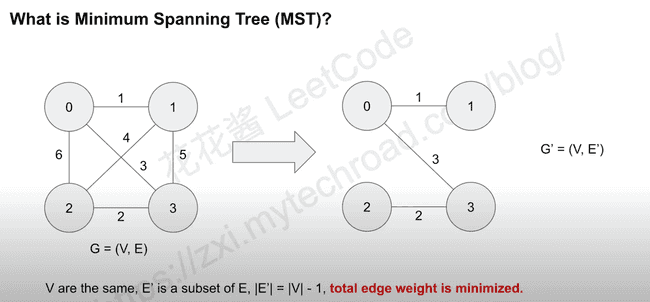 What is Minimum Spanning Tree (MST)?
0
1
1
4
6
3
5
2
2
3
G = (V, E)
0
1
1
3
2
2
3
G' = (V, E')
V are the same, E' is a subset of E, |E'| = |V| - 1, total edge weight is minimized.
花花酱 LeetCode
https://zxi.mytechroad.com/blog/